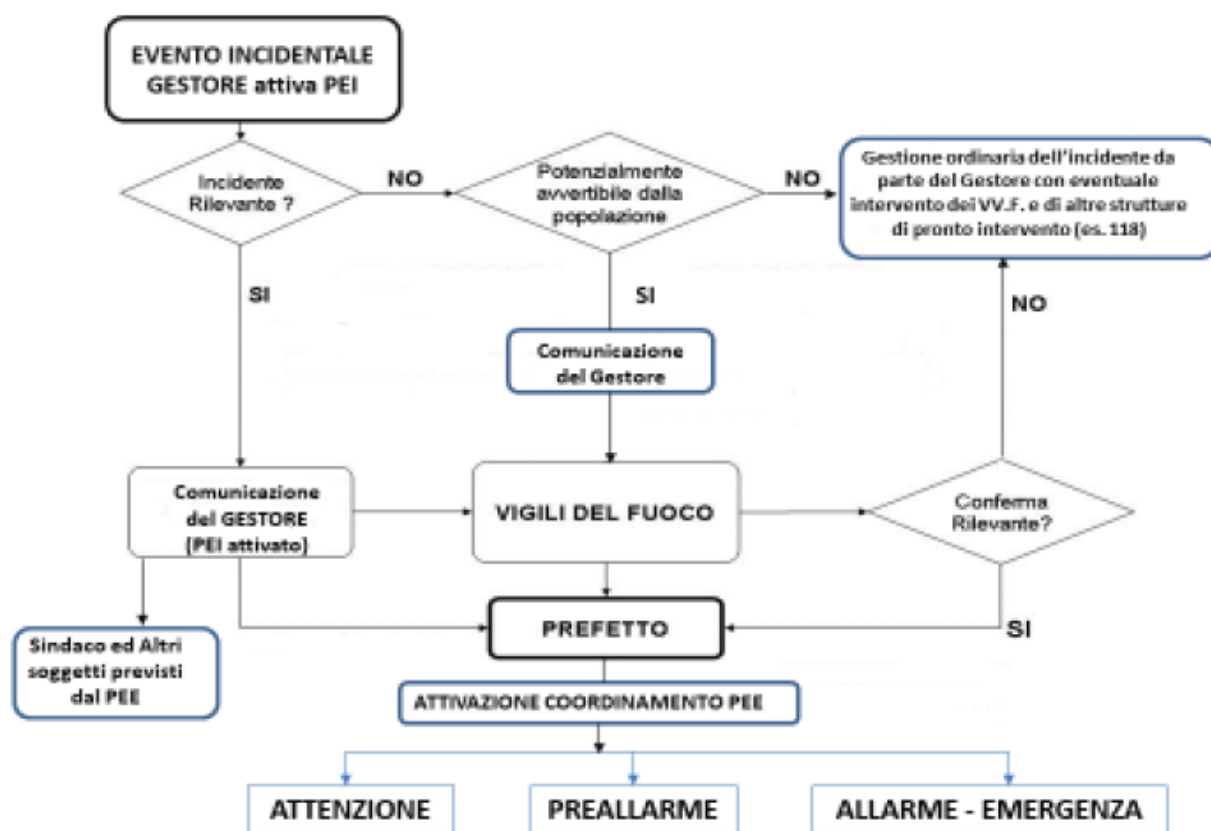 EVENTO INCIDENTALE
GESTORE attiva PEI
Incidente
Rilevante ?
NO
Potenzialmente
avvertibile dalla
popolazione
NO
Gestione ordinaria dell'incidente da
parte del Gestore con eventuale
intervento dei VV.F. e di altre strutture
di pronto intervento (es. 118)
SI
SI
NO
Comunicazione
del Gestore
Comunicazione
del GESTORE
(PEI attivato)
VIGILI DEL FUOCO
Conferma
Rilevante?
Sindaco ed Altri
soggetti previsti
dal PEE
PREFETTO
SI
ATTIVAZIONE COORDINAMENTO PEE
ATTENZIONE
PREALLARME
ALLARME - EMERGENZA